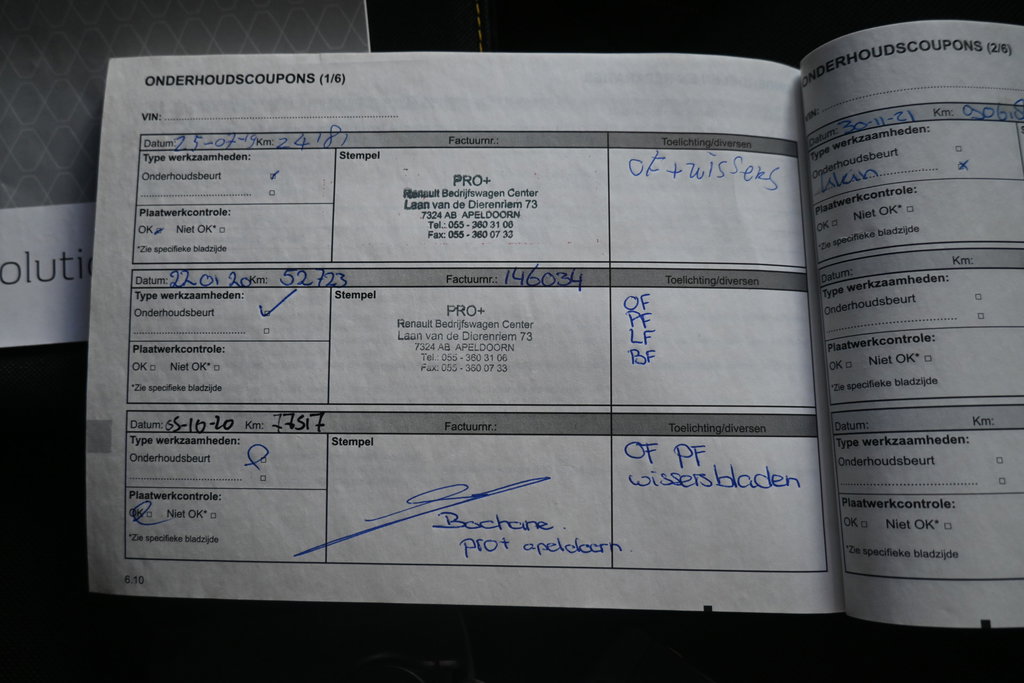 ONDERHOUDSCOUPONS (1/6)
VIN:
Datum: 25-07-19 Km: 24181
Factuurnr.:
Toelichting/diversen
Type werkzaamheden:
Onderhoudsbeurt
Plaatwerkcontrole:
OK Niet OK*
*Zie specifieke bladzijde
Stempel
PRO+
Renault Bedrijfswagen Center
Laan van de Dierenriem 73
7324 AB APELDOORN
Tel.: 055 - 360 31 06
Fax: 055 - 360 07 33
OF + wissers
Datum: 22 01 20 Km: 52723
Factuurnr.: 146034
Toelichting/diversen
Type werkzaamheden:
Onderhoudsbeurt
Plaatwerkcontrole:
OK Niet OK*
*Zie specifieke bladzijde
Stempel
PRO+
Renault Bedrijfswagen Center
Laan van de Dierenriem 73
7324 AB APELDOORN
Tel.: 055 - 360 31 06
Fax: 055 - 360 07 33
OF
PF
LF
BF
Datum: 05-10-20 Km: 77517
Factuurnr.:
Toelichting/diversen
Type werkzaamheden:
Onderhoudsbeurt
Plaatwerkcontrole:
OK Niet OK*
*Zie specifieke bladzijde
Stempel
Bochane.
pro+ apeldoorn.
OF PF
wissersbladen
6.10
ONDERHOUDSCOUPONS (2/6)
VIN:
Datum: 30-11-21 Km:
Type werkzaamheden:
Onderhoudsbeurt
Plaatwerkcontrole:
OK Niet OK*
*Zie specifieke bladzijde
Datum: Km:
Type werkzaamheden:
Onderhoudsbeurt
Plaatwerkcontrole:
OK Niet OK*
*Zie specifieke bladzijde
Datum: Km:
Type werkzaamheden:
Onderhoudsbeurt
Plaatwerkcontrole:
OK Niet OK*
*Zie specifieke bladzijde